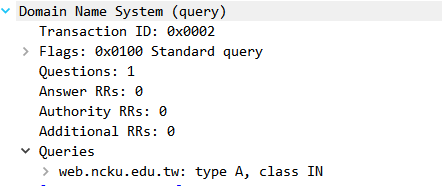 Domain Name System (query)
Transaction ID: 0x0002
Flags: 0x0100 Standard query
Questions: 1
Answer RRs: 0
Authority RRs: 0
Additional RRs: 0
Queries
web.ncku.edu.tw: type A, class IN